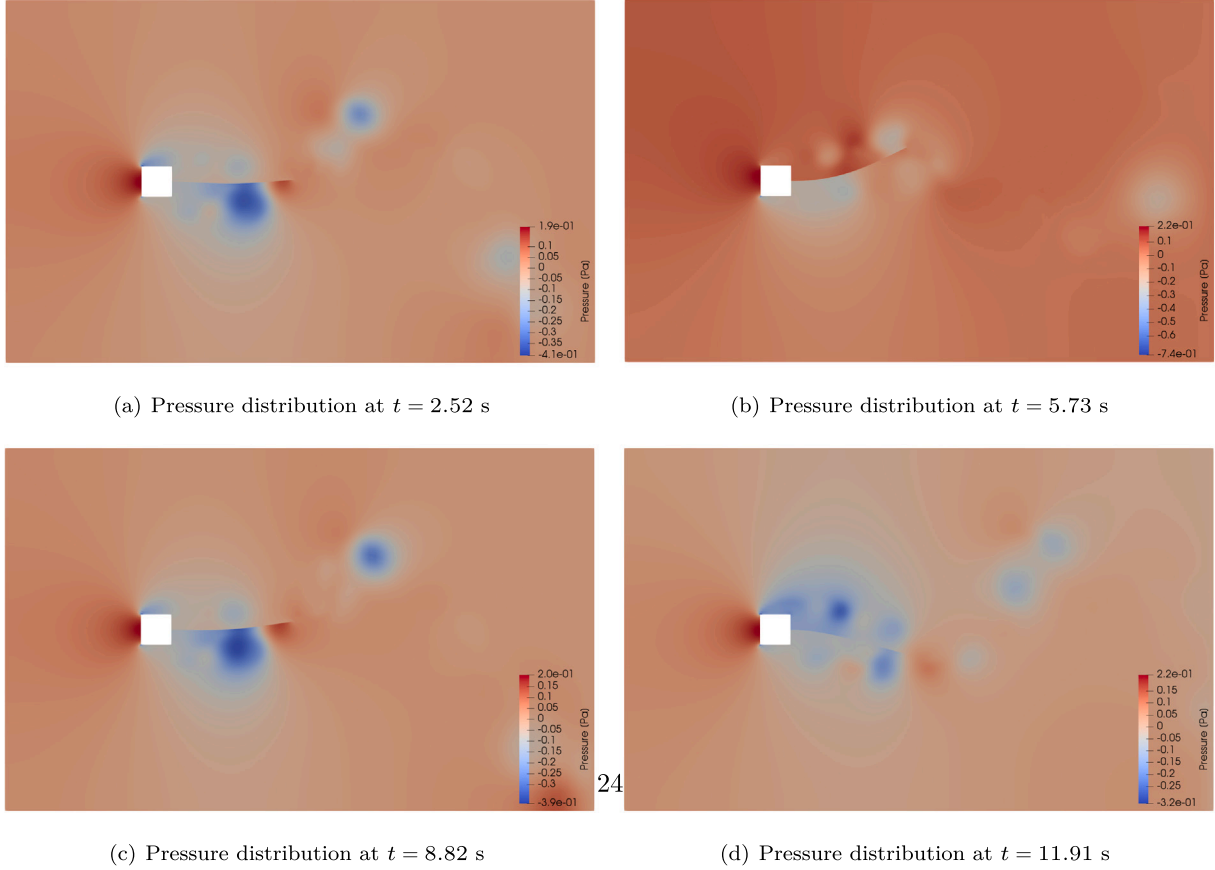 1.9e-01
0.1
0.05
0
-0.05
-0.1
-0.15
-0.2
-0.25
-0.3
-0.35
-4.1e-01
Pressure (Pa)
2.2e-01
0.1
0
-0.1
-0.2
-0.3
-0.4
-0.5
-0.6
-7.4e-01
Pressure (Pa)
(a) Pressure distribution at t = 2.52 s
(b) Pressure distribution at t = 5.73 s
2.0e-01
0.15
0.1
0.05
0
-0.05
-0.1
-0.15
-0.2
-0.25
-0.3
-3.9e-01
Pressure (Pa)
24
2.2e-01
0.15
0.1
0.05
0
-0.05
-0.1
-0.15
-0.2
-0.25
-3.2e-01
Pressure (Pa)
(c) Pressure distribution at t = 8.82 s
(d) Pressure distribution at t = 11.91 s